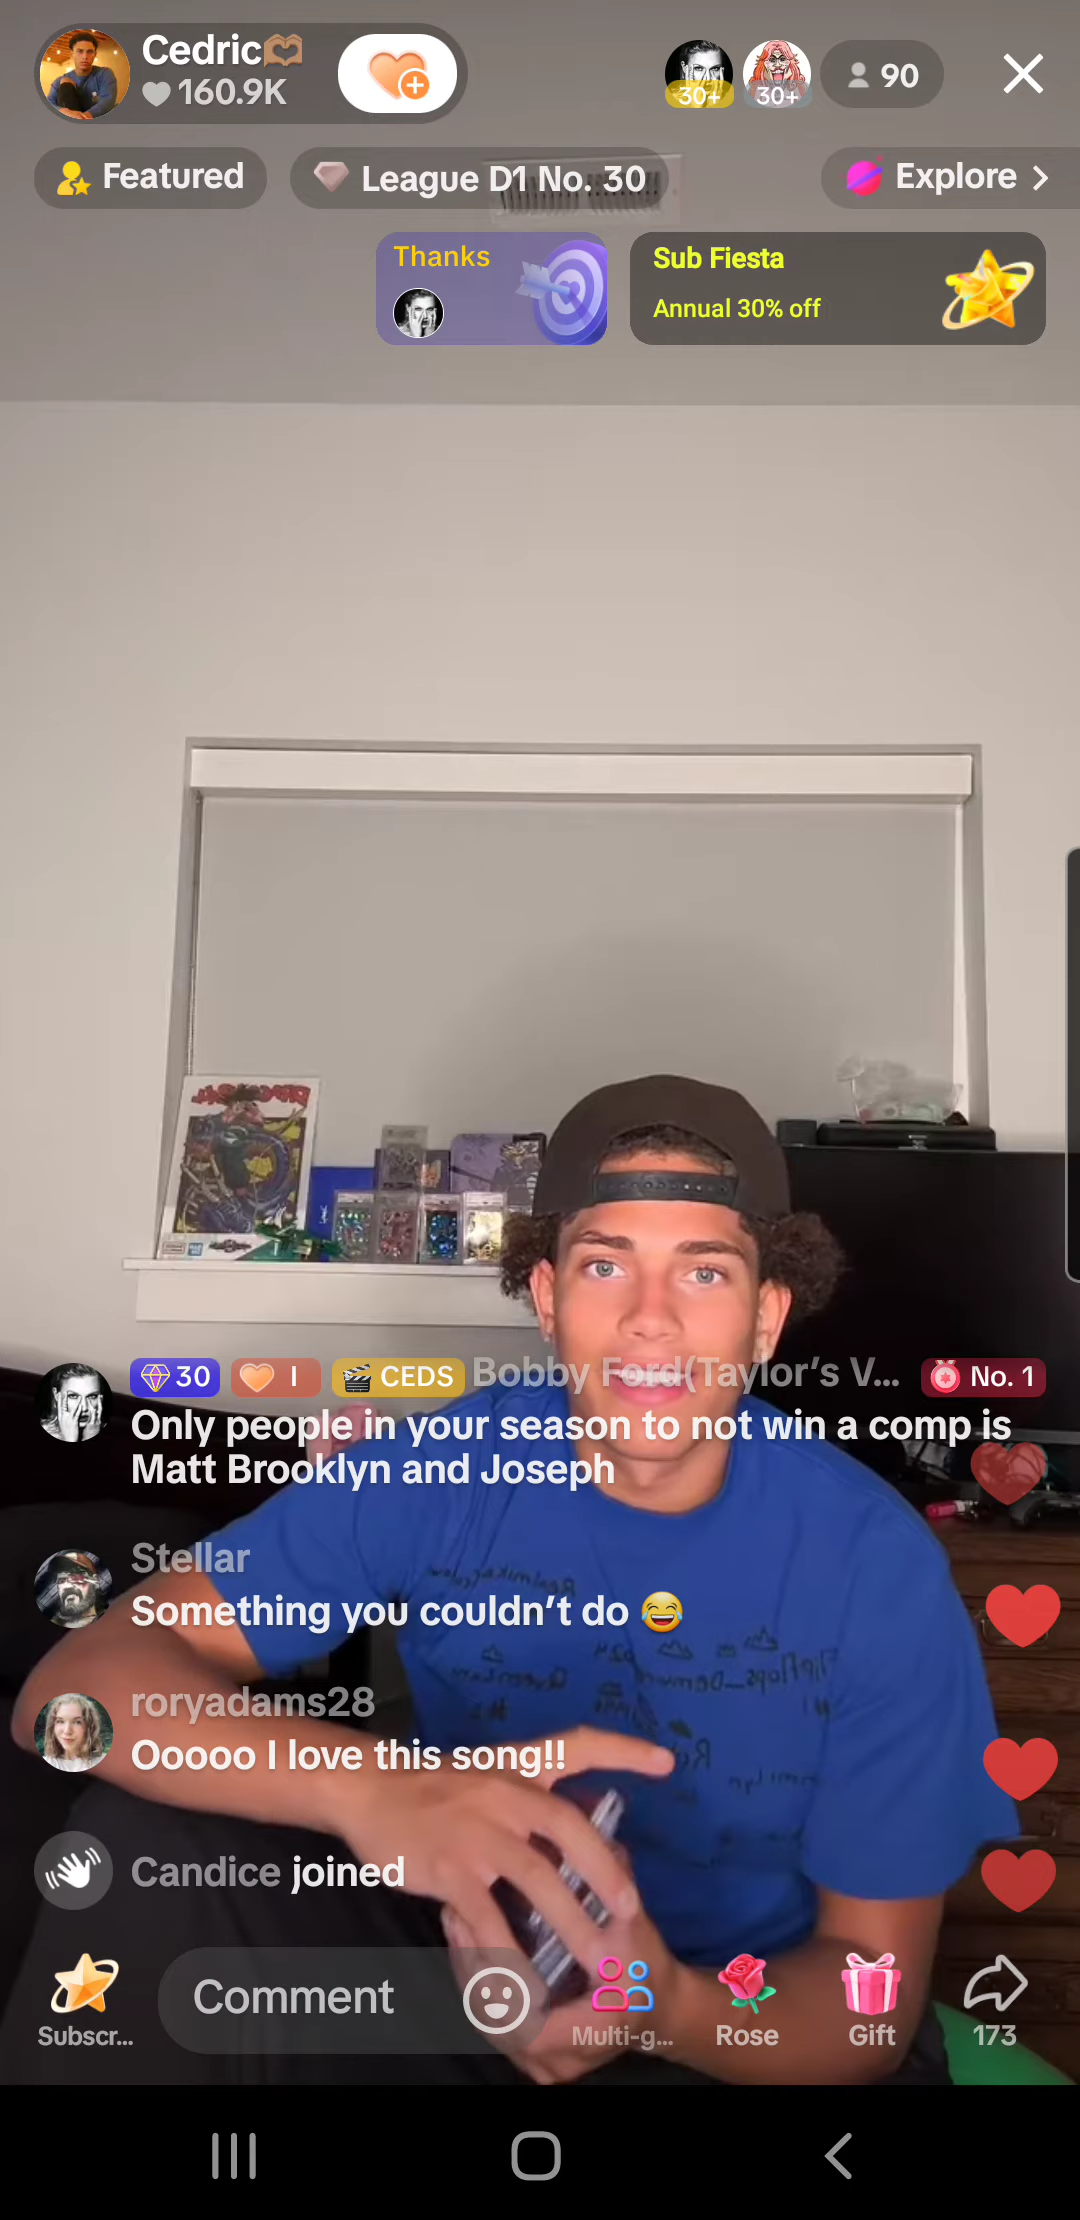 Cedric🫶🏽
160.9K
30+
30+
90
Featured
League D1 No. 30
Explore >
Thanks
Sub Fiesta
Annual 30% off
30
I
🎬 CEDS
Bobby Ford(Taylor’s V...
No. 1
Only people in your season to not win a comp is
Matt Brooklyn and Joseph
Stellar
Something you couldn’t do 😂
roryadams28
Ooooo I love this song!!
Candice joined
Comment
Subscr...
Multi-g...
Rose
Gift
173